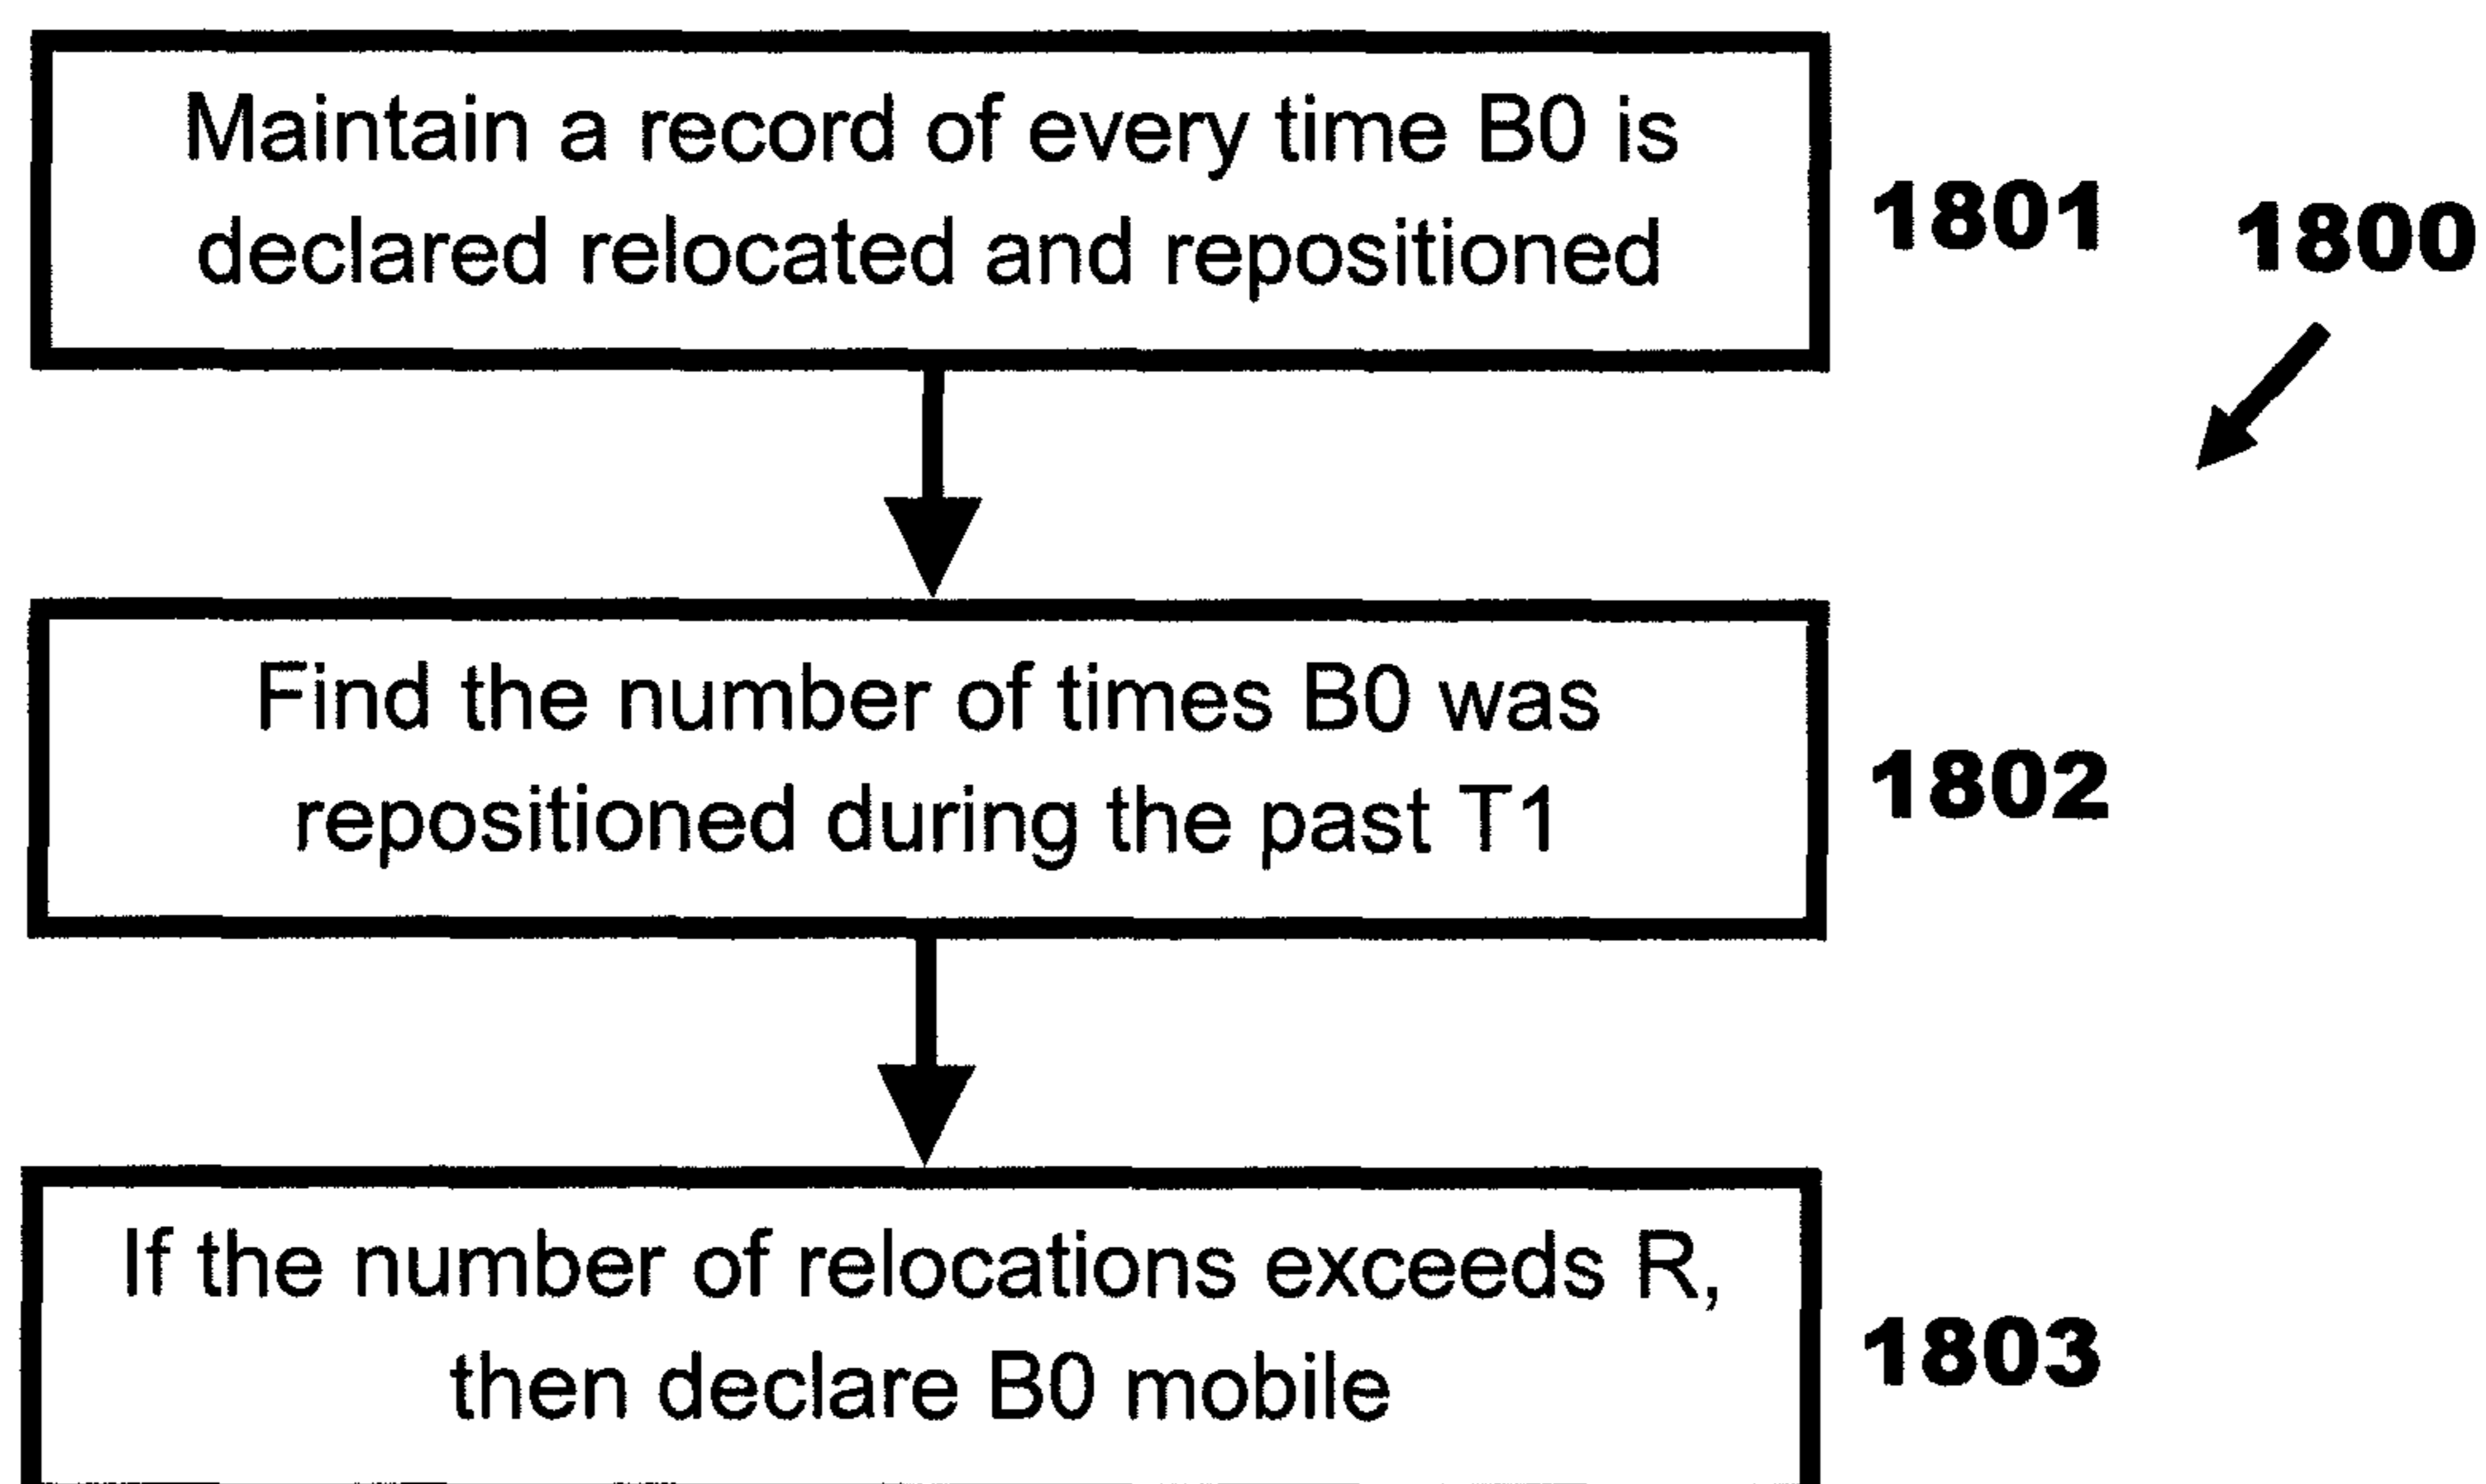 Maintain a record of every time B0 is
declared relocated and repositioned
1801
1800
Find the number of times B0 was
repositioned during the past T1
1802
If the number of relocations exceeds R,
then declare B0 mobile
1803